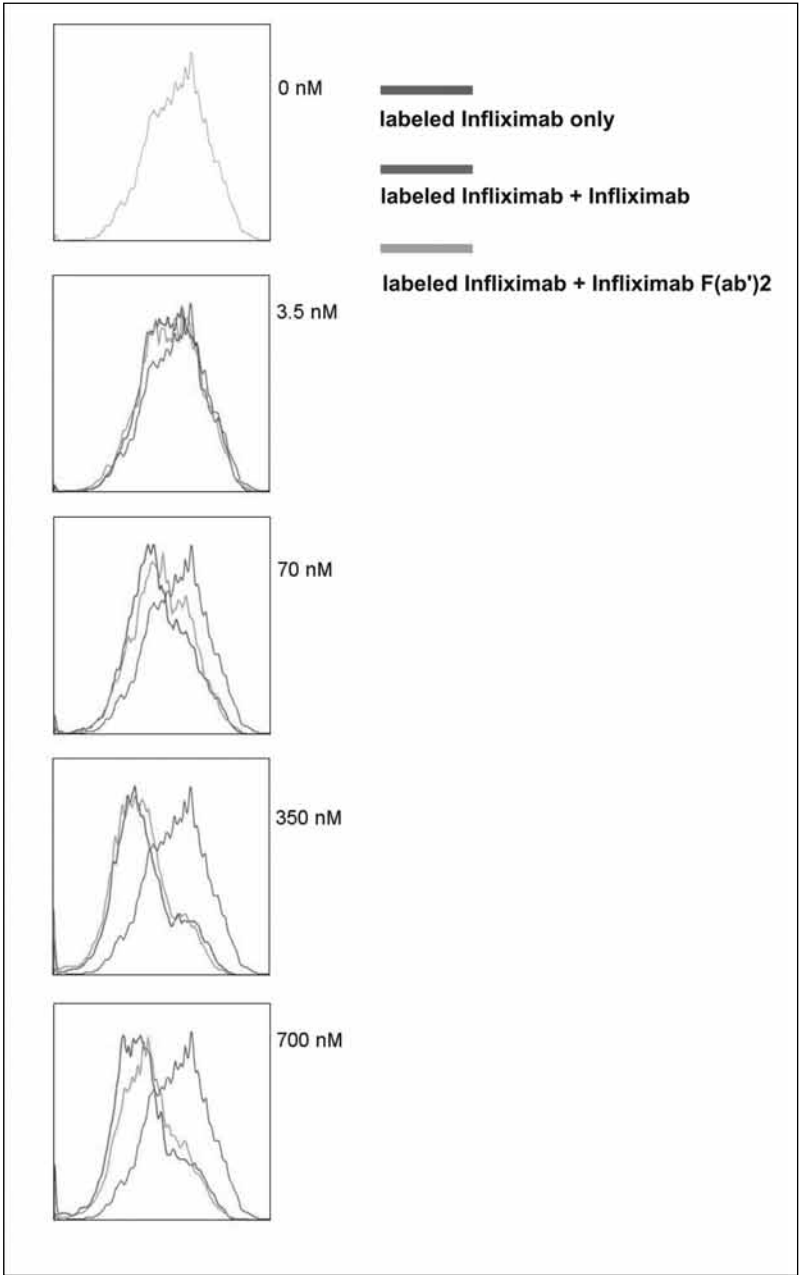 0 nM
labeled Infliximab only
labeled Infliximab + Infliximab
labeled Infliximab + Infliximab F(ab')2
3.5 nM
70 nM
350 nM
700 nM